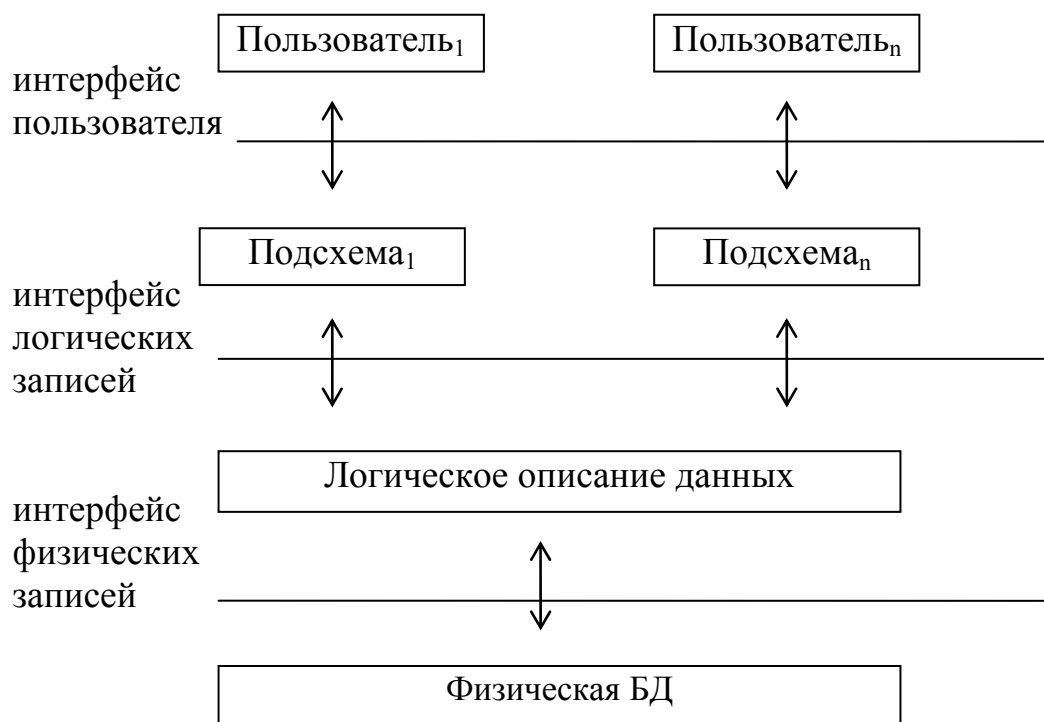 Пользователь₁ Пользовательₙ
интерфейс
пользователя
Подсхема₁ Подсхемаₙ
интерфейс
логических
записей
Логическое описание данных
интерфейс
физических
записей
Физическая БД